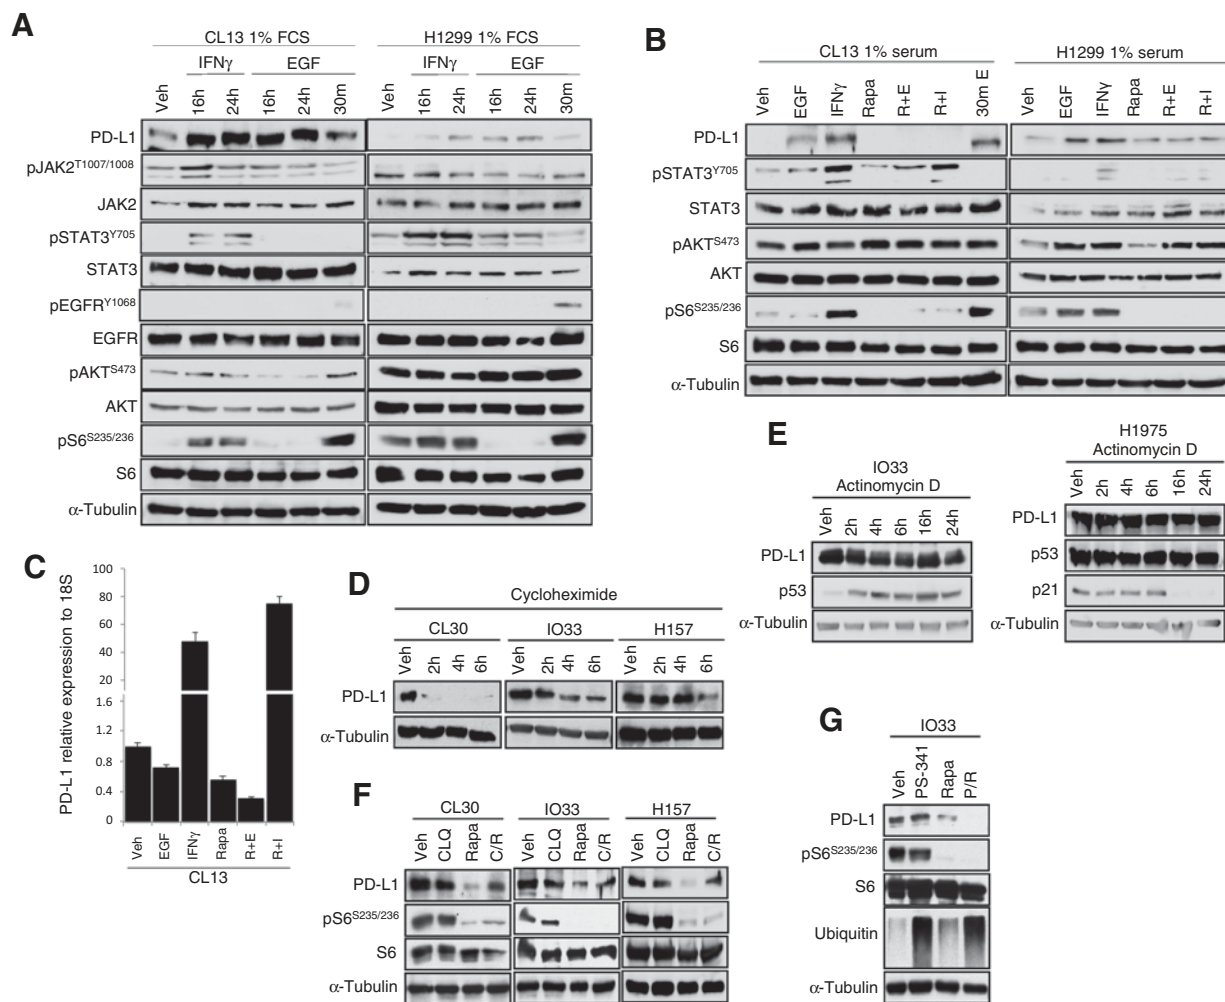 A
CL13 1% FCS
H1299 1% FCS
IFNγ EGF IFNγ EGF
Veh 16h 24h 16h 24h 30m Veh 16h 24h 16h 24h 30m
PD-L1
pJAK2T1007/1008
JAK2
pSTAT3Y705
STAT3
pEGFRY1068
EGFR
pAKTS473
AKT
pS6S235/236
S6
α-Tubulin
B
CL13 1% serum
H1299 1% serum
Veh EGF IFNγ Rapa R+E R+I 30m E Veh EGF IFNγ Rapa R+E R+I
PD-L1
pSTAT3Y705
STAT3
pAKTS473
AKT
pS6S235/236
S6
α-Tubulin
C
PD-L1 relative expression to 18S
100
80
60
40
20
1.6
1.2
0.8
0.4
0
Veh EGF IFNγ Rapa R+E R+I
CL13
D
Cycloheximide
CL30 IO33 H157
Veh 2h 4h 6h Veh 2h 4h 6h Veh 2h 4h 6h
PD-L1
α-Tubulin
E
IO33
Actinomycin D
Veh 2h 4h 6h 16h 24h
PD-L1
p53
α-Tubulin
H1975
Actinomycin D
Veh 2h 4h 6h 16h 24h
PD-L1
p53
p21
α-Tubulin
F
CL30 IO33 H157
Veh CLQ Rapa C/R Veh CLQ Rapa C/R Veh CLQ Rapa C/R
PD-L1
pS6S235/236
S6
α-Tubulin
G
IO33
Veh PS-341 Rapa P/R
PD-L1
pS6S235/236
S6
Ubiquitin
α-Tubulin